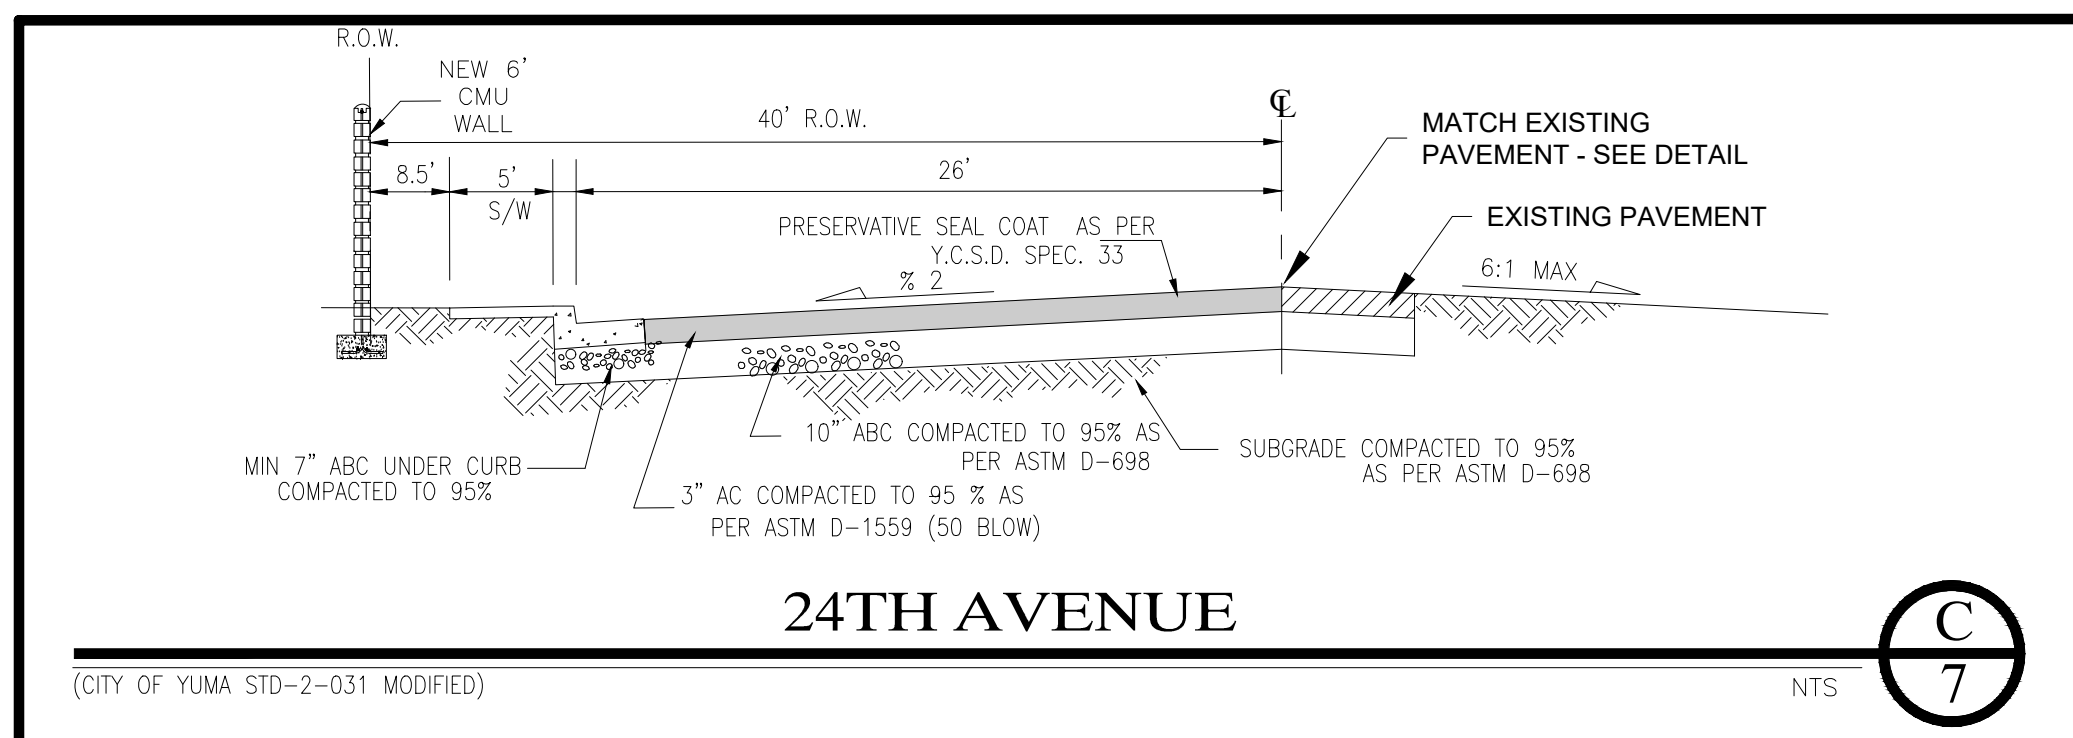 R.O.W.
NEW 6'
CMU
WALL
40' R.O.W.
℄
MATCH EXISTING
PAVEMENT - SEE DETAIL
8.5'
5'
S/W
26'
EXISTING PAVEMENT
PRESERVATIVE SEAL COAT AS PER
Y.C.S.D. SPEC. 33
% 2
6:1 MAX
10" ABC COMPACTED TO 95% AS
PER ASTM D-698
SUBGRADE COMPACTED TO 95%
AS PER ASTM D-698
MIN 7" ABC UNDER CURB
COMPACTED TO 95%
3" AC COMPACTED TO 95 % AS
PER ASTM D-1559 (50 BLOW)
24TH AVENUE
C
7
(CITY OF YUMA STD-2-031 MODIFIED)
NTS